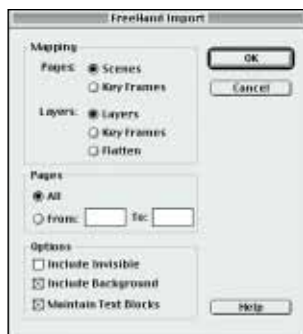 FreeHand Import
Mapping
Pages: Scenes
Key Frames
Layers: Layers
Key Frames
Flatten
OK
Cancel
Pages
All
From: To:
Options
Include Invisible
Include Background
Maintain Text Blocks
Help